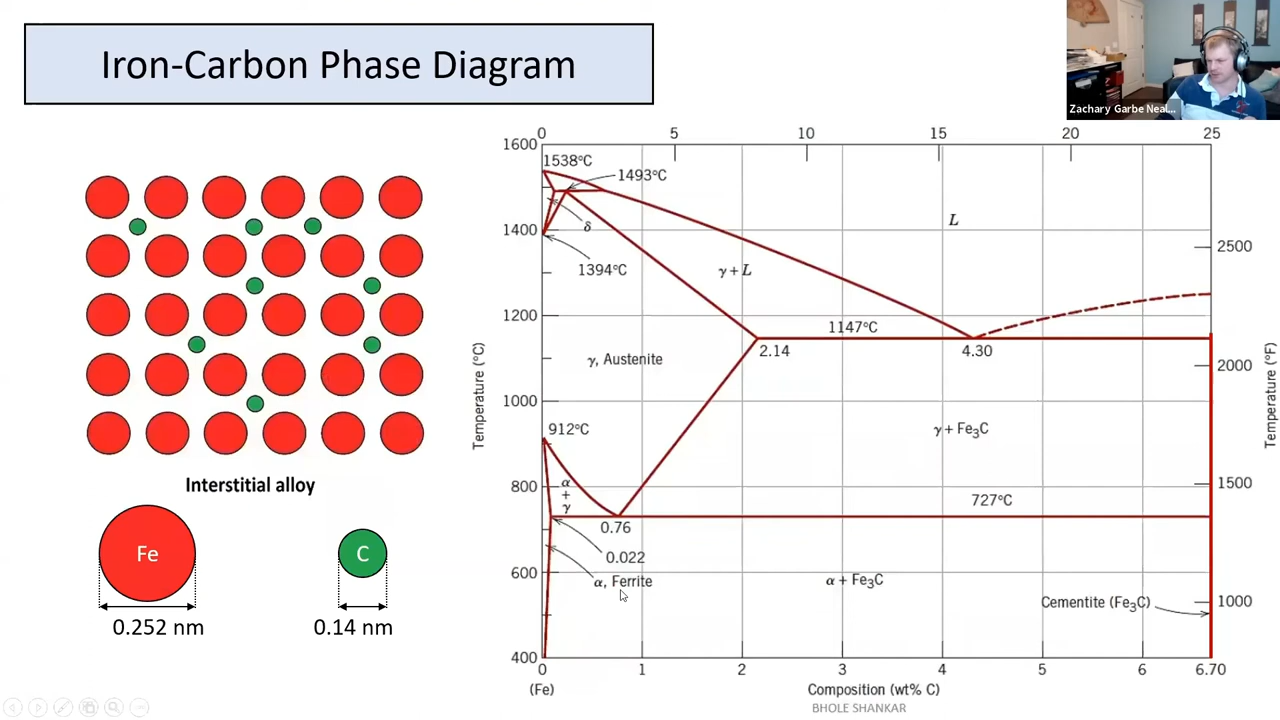 Iron-Carbon Phase Diagram
Zachary Garbe Neal...
Interstitial alloy
Fe
C
0.252 nm
0.14 nm
0 5 10 15 20 25
1600
1400
1200
1000
800
600
400
Temperature (°C)
1538°C
1493°C
δ
1394°C
L
γ + L
1147°C
2.14
4.30
γ, Austenite
912°C
γ + Fe₃C
α
+
γ
727°C
0.76
0.022
α, Ferrite
α + Fe₃C
Cementite (Fe₃C)
2500
2000
1500
1000
Temperature (°F)
0 1 2 3 4 5 6 6.70
(Fe)
Composition (wt% C)
BHOLE SHANKAR